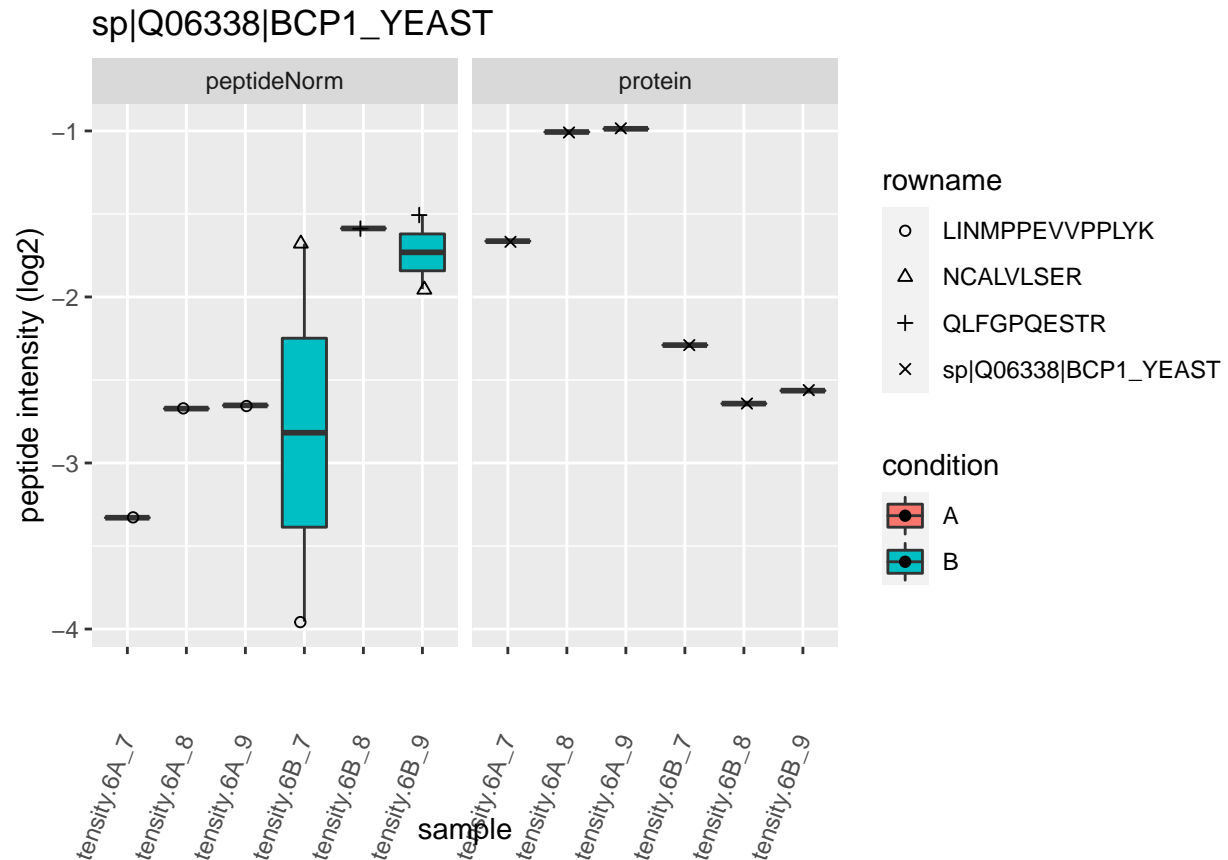 sp|Q06338|BCP1_YEAST
peptideNorm
protein
peptide intensity (log2)
−1
−2
−3
−4
tensity.6A_7
tensity.6A_8
tensity.6A_9
tensity.6B_7
tensity.6B_8
tensity.6B_9
tensity.6A_7
tensity.6A_8
tensity.6A_9
tensity.6B_7
tensity.6B_8
tensity.6B_9
sample
rowname
LINMPPEVVPPLYK
NCALVLSER
QLFGPQESTR
sp|Q06338|BCP1_YEAST
condition
A
B